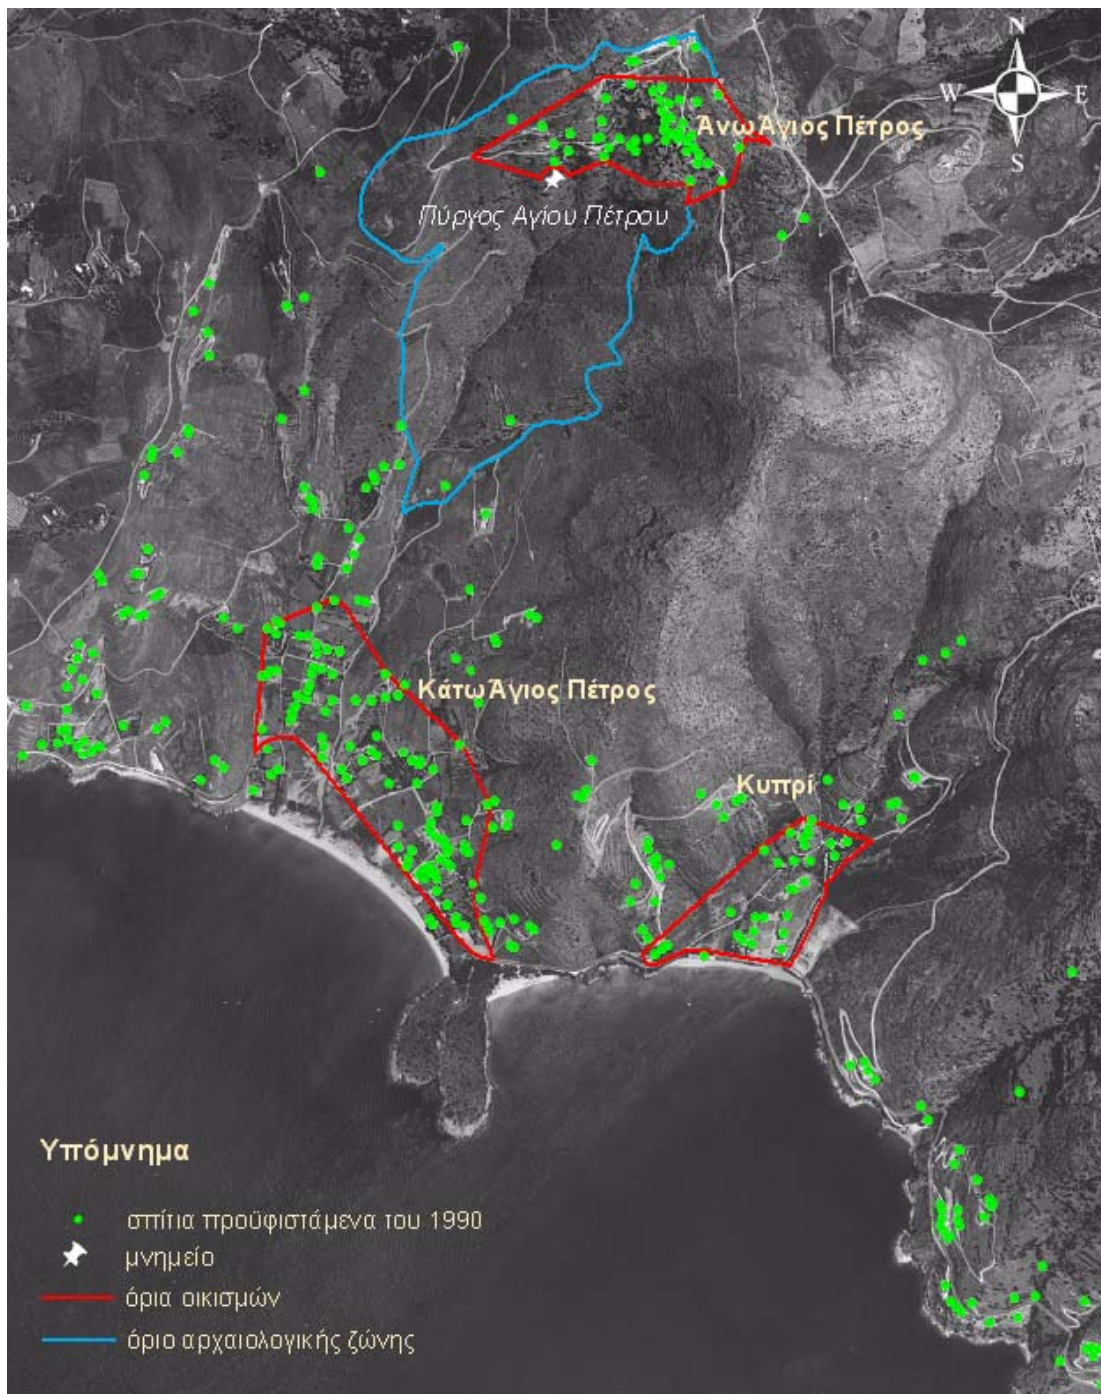 N
W E
S
Άνω Άγιος Πέτρος
Πύργος Αγίου Πέτρου
Κάτω Άγιος Πέτρος
Κυπρί
Υπόμνημα
σπίτια προϋφιστάμενα του 1990
μνημείο
όρια οικισμών
όριο αρχαιολογικής ζώνης